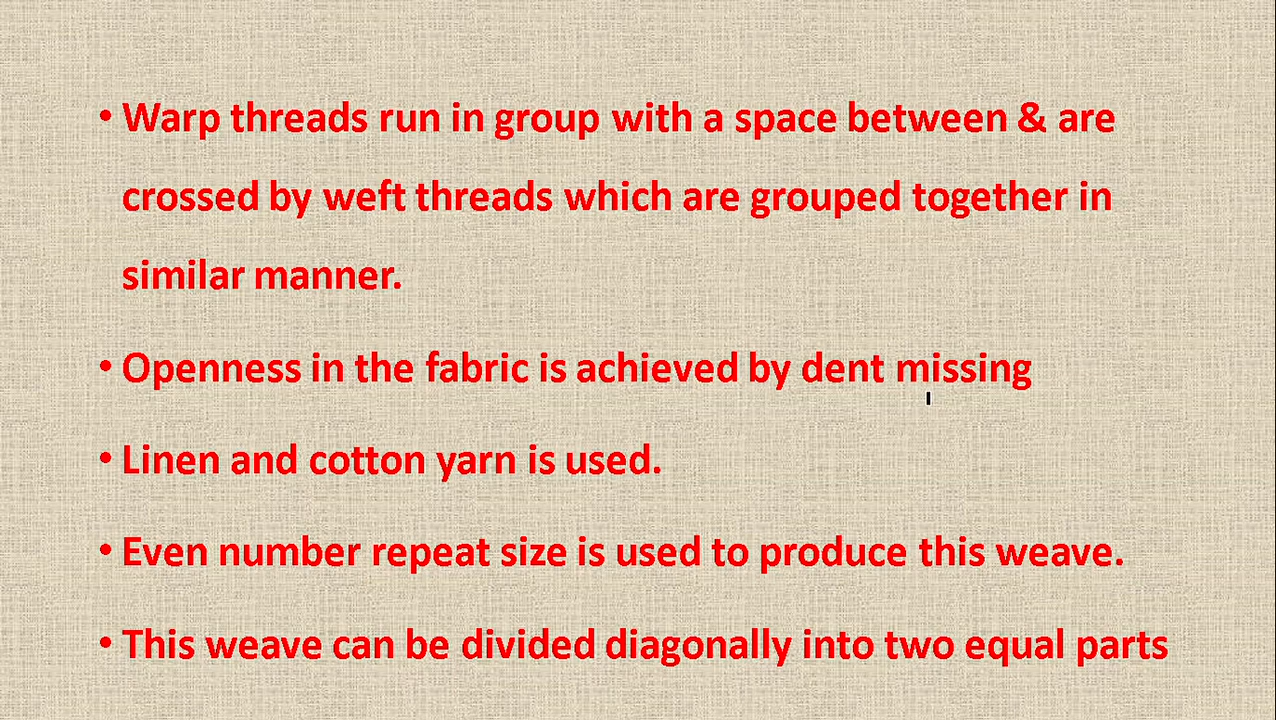 • Warp threads run in group with a space between & are
crossed by weft threads which are grouped together in
similar manner.
• Openness in the fabric is achieved by dent missing
• Linen and cotton yarn is used.
• Even number repeat size is used to produce this weave.
• This weave can be divided diagonally into two equal parts